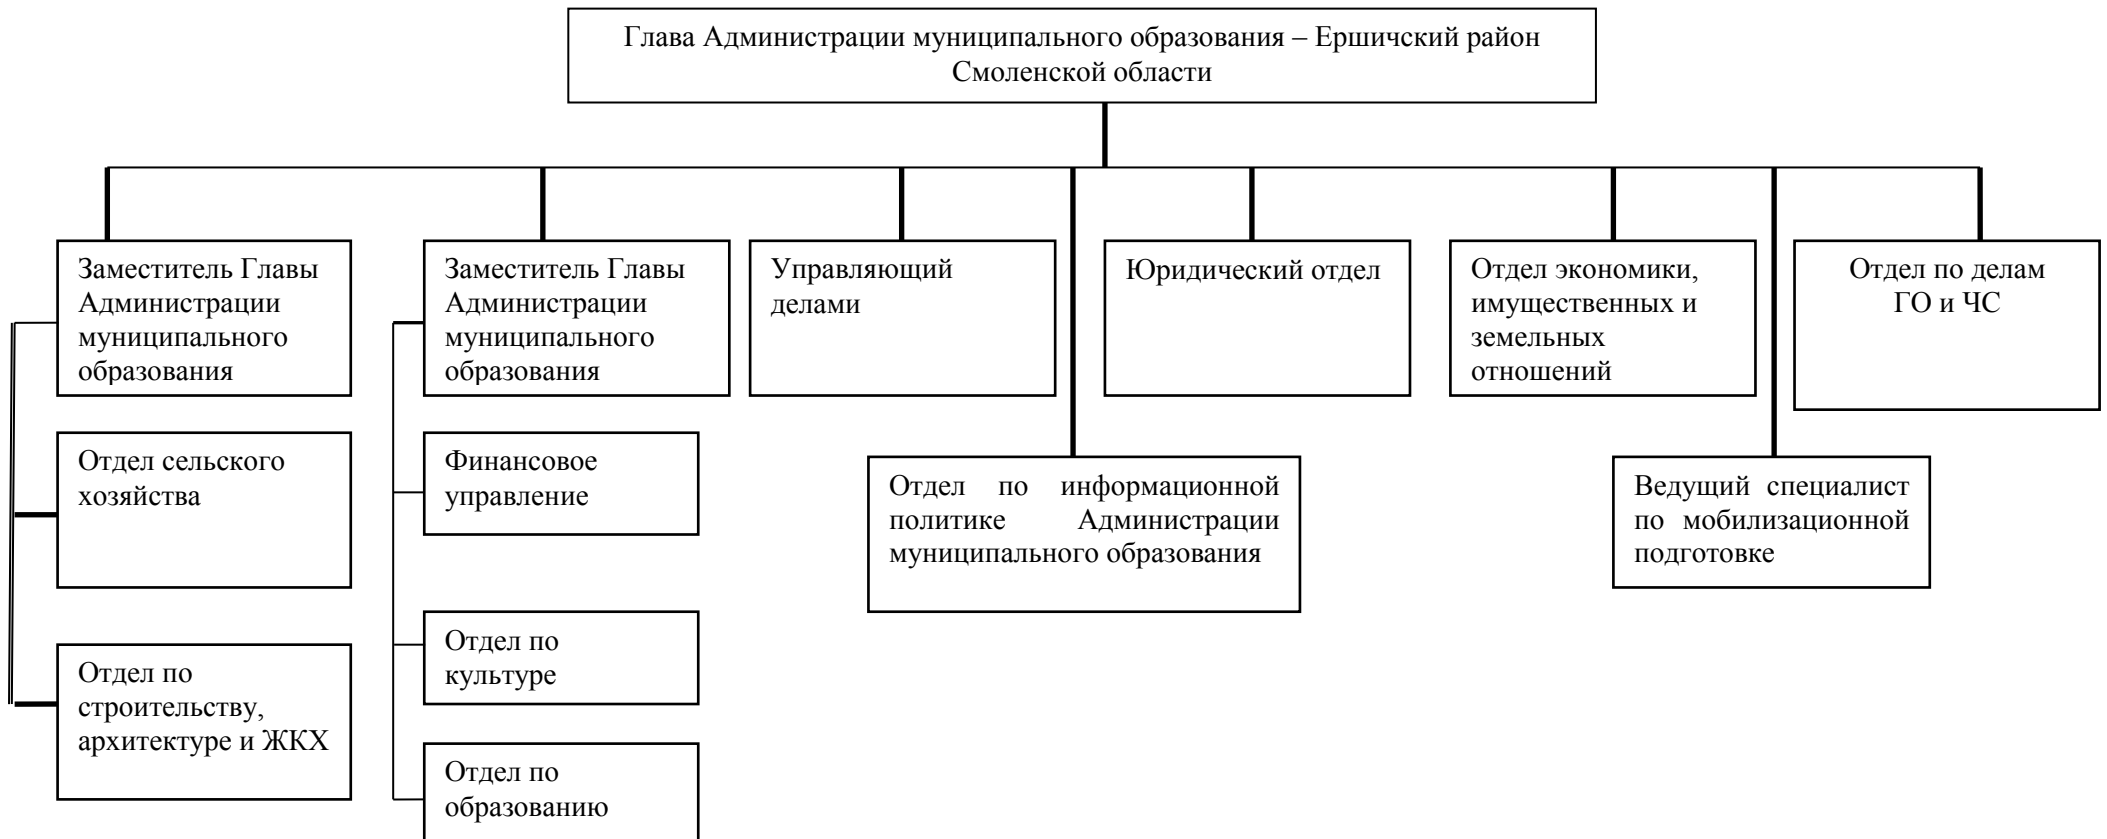 Глава Администрации муниципального образования – Ершичский район
Смоленской области
Заместитель Главы
Администрации
муниципального
образования
Заместитель Главы
Администрации
муниципального
образования
Управляющий
делами
Юридический отдел
Отдел экономики,
имущественных и
земельных
отношений
Отдел по делам
ГО и ЧС
Отдел сельского
хозяйства
Финансовое
управление
Отдел по информационной
политике Администрации
муниципального образования
Ведущий специалист
по мобилизационной
подготовке
Отдел по
строительству,
архитектуре и ЖКХ
Отдел по
культуре
Отдел по
образованию